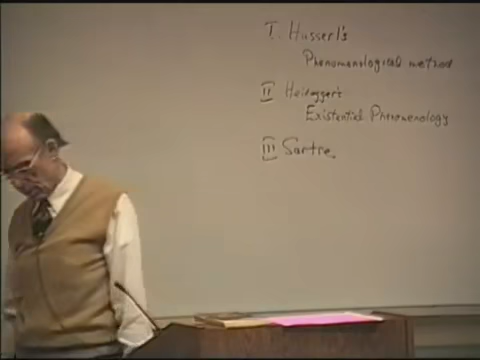 I. Husserl's
Phenomenological method
II Heidegger's
Existential Phenomenology
III Sartre